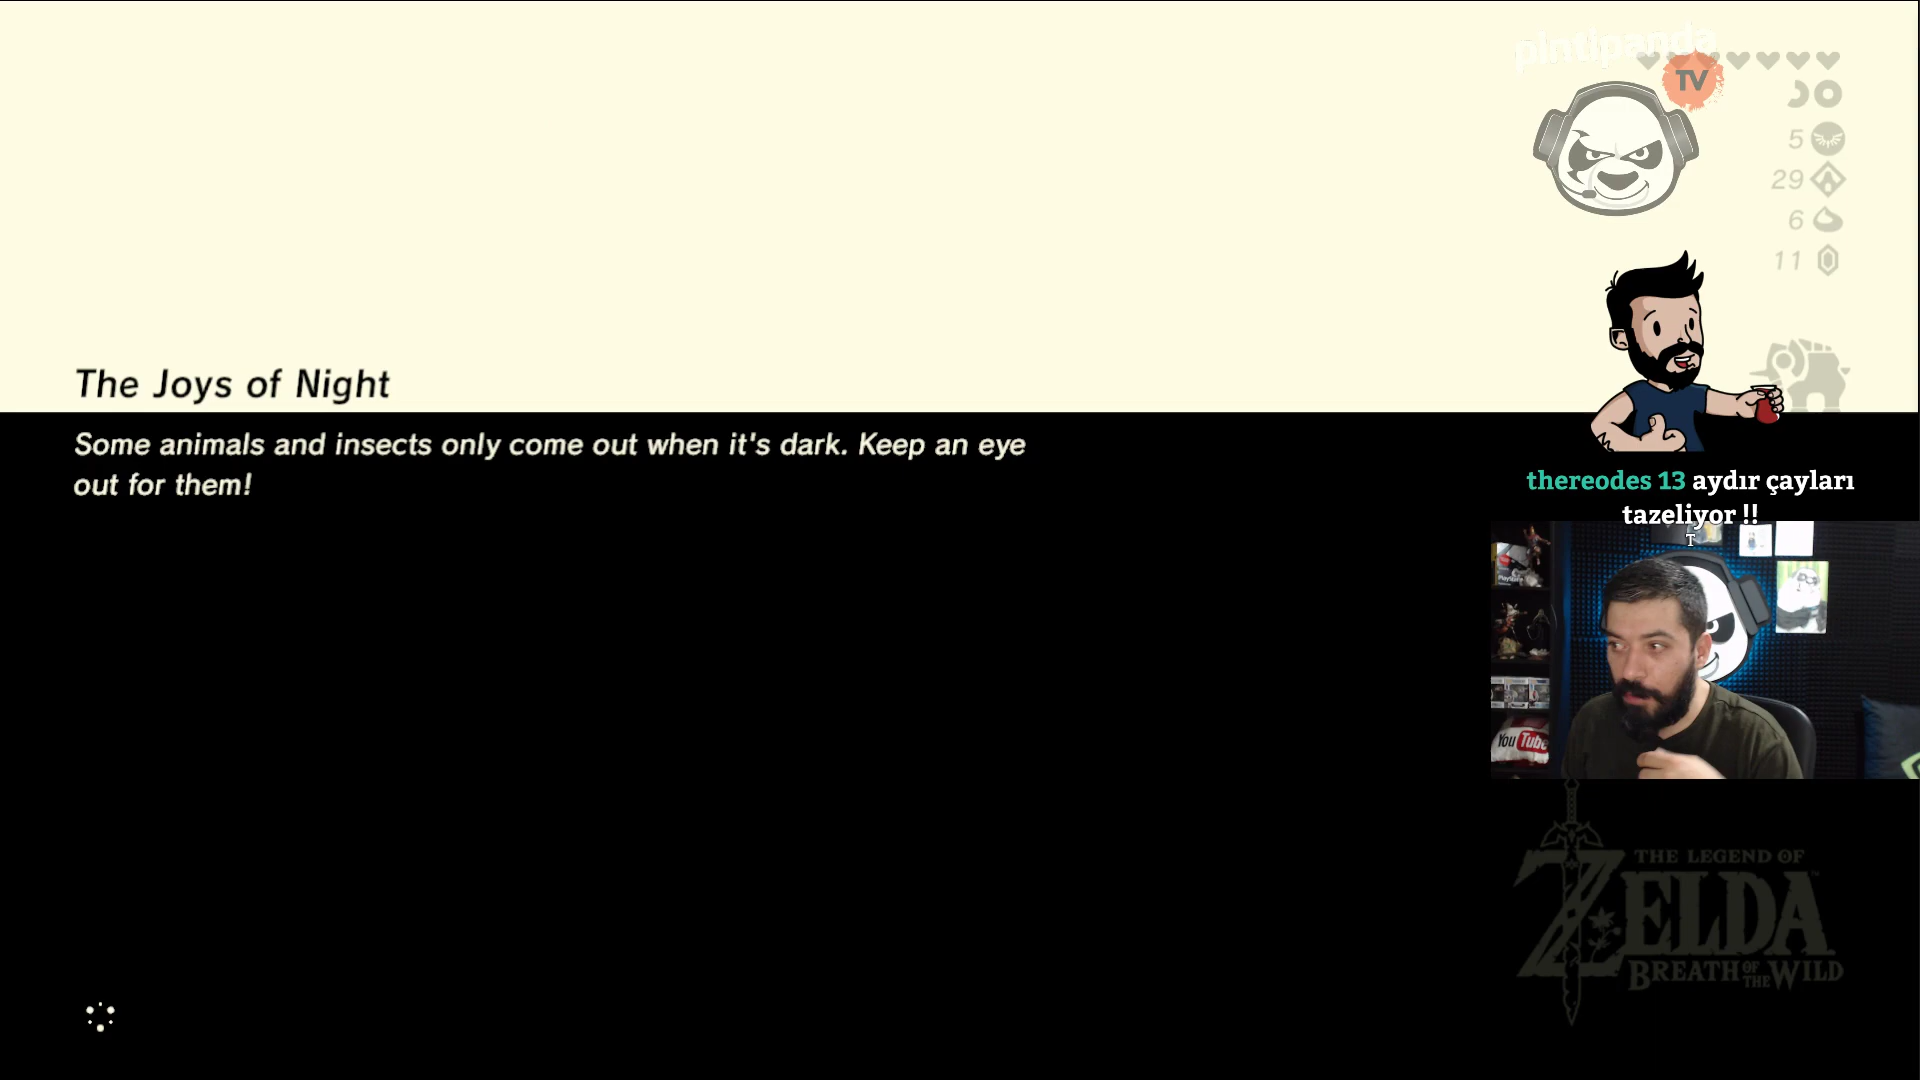 pintipanda
TV
5
29
6
11
The Joys of Night
Some animals and insects only come out when it's dark. Keep an eye
out for them!
thereodes 13 aydır çayları
tazeliyor !!
T
PlayStation
You Tube
THE LEGEND OF
ZELDA
BREATH OF THE WILD